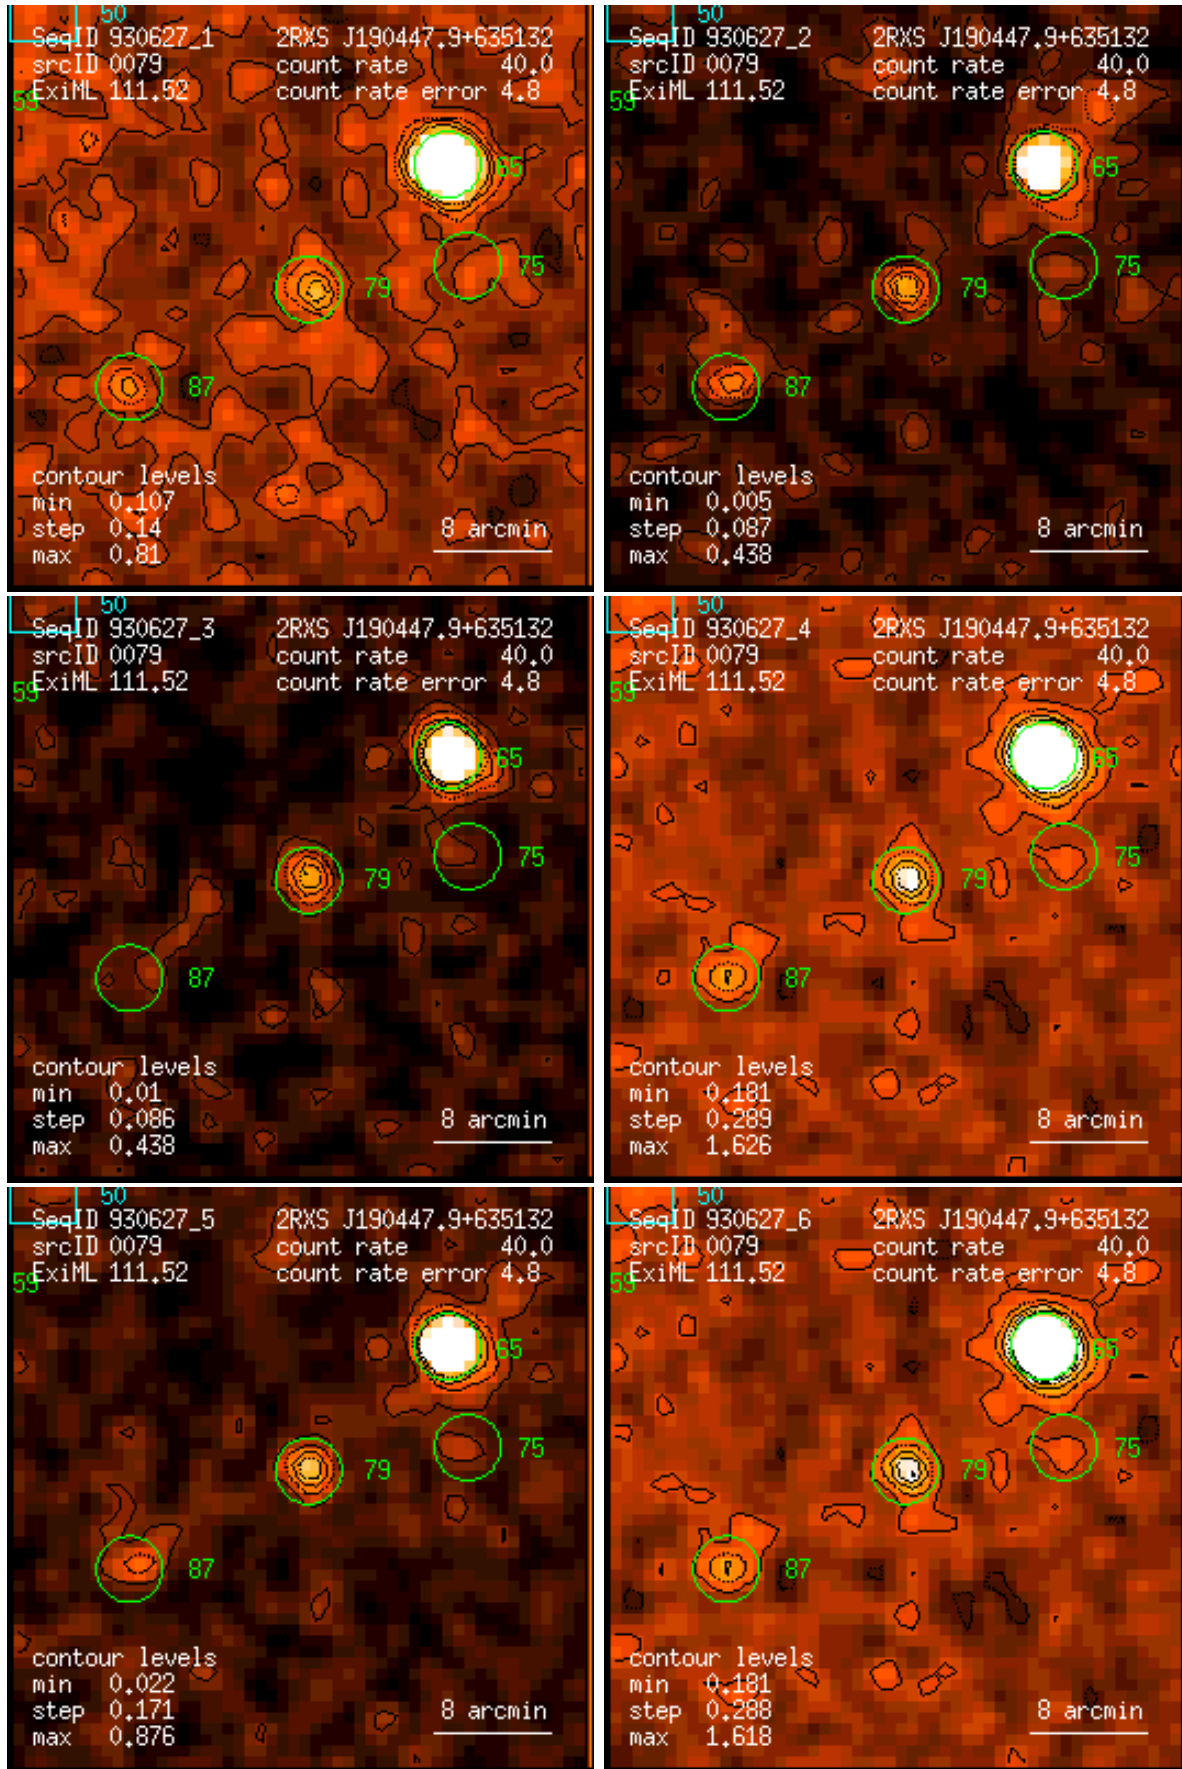 50
SeqID 930627_1 2RXS J190447.9+635132
srcID 0079 count rate 40.0
59 ExiML 111.52 count rate error 4.8
65
75
79
87
contour levels
min 0.107
step 0.14 8 arcmin
max 0.81
50
SeqID 930627_2 2RXS J190447.9+635132
srcID 0079 count rate 40.0
59 ExiML 111.52 count rate error 4.8
65
75
79
87
contour levels
min 0.005
step 0.087 8 arcmin
max 0.438
50
SeqID 930627_3 2RXS J190447.9+635132
srcID 0079 count rate 40.0
59 ExiML 111.52 count rate error 4.8
65
75
79
87
contour levels
min 0.01
step 0.086 8 arcmin
max 0.438
50
SeqID 930627_4 2RXS J190447.9+635132
srcID 0079 count rate 40.0
59 ExiML 111.52 count rate error 4.8
65
75
79
87
contour levels
min 0.181
step 0.289 8 arcmin
max 1.626
50
SeqID 930627_5 2RXS J190447.9+635132
srcID 0079 count rate 40.0
59 ExiML 111.52 count rate error 4.8
65
75
79
87
contour levels
min 0.022
step 0.171 8 arcmin
max 0.876
50
SeqID 930627_6 2RXS J190447.9+635132
srcID 0079 count rate 40.0
59 ExiML 111.52 count rate error 4.8
65
75
79
87
contour levels
min 0.181
step 0.288 8 arcmin
max 1.618